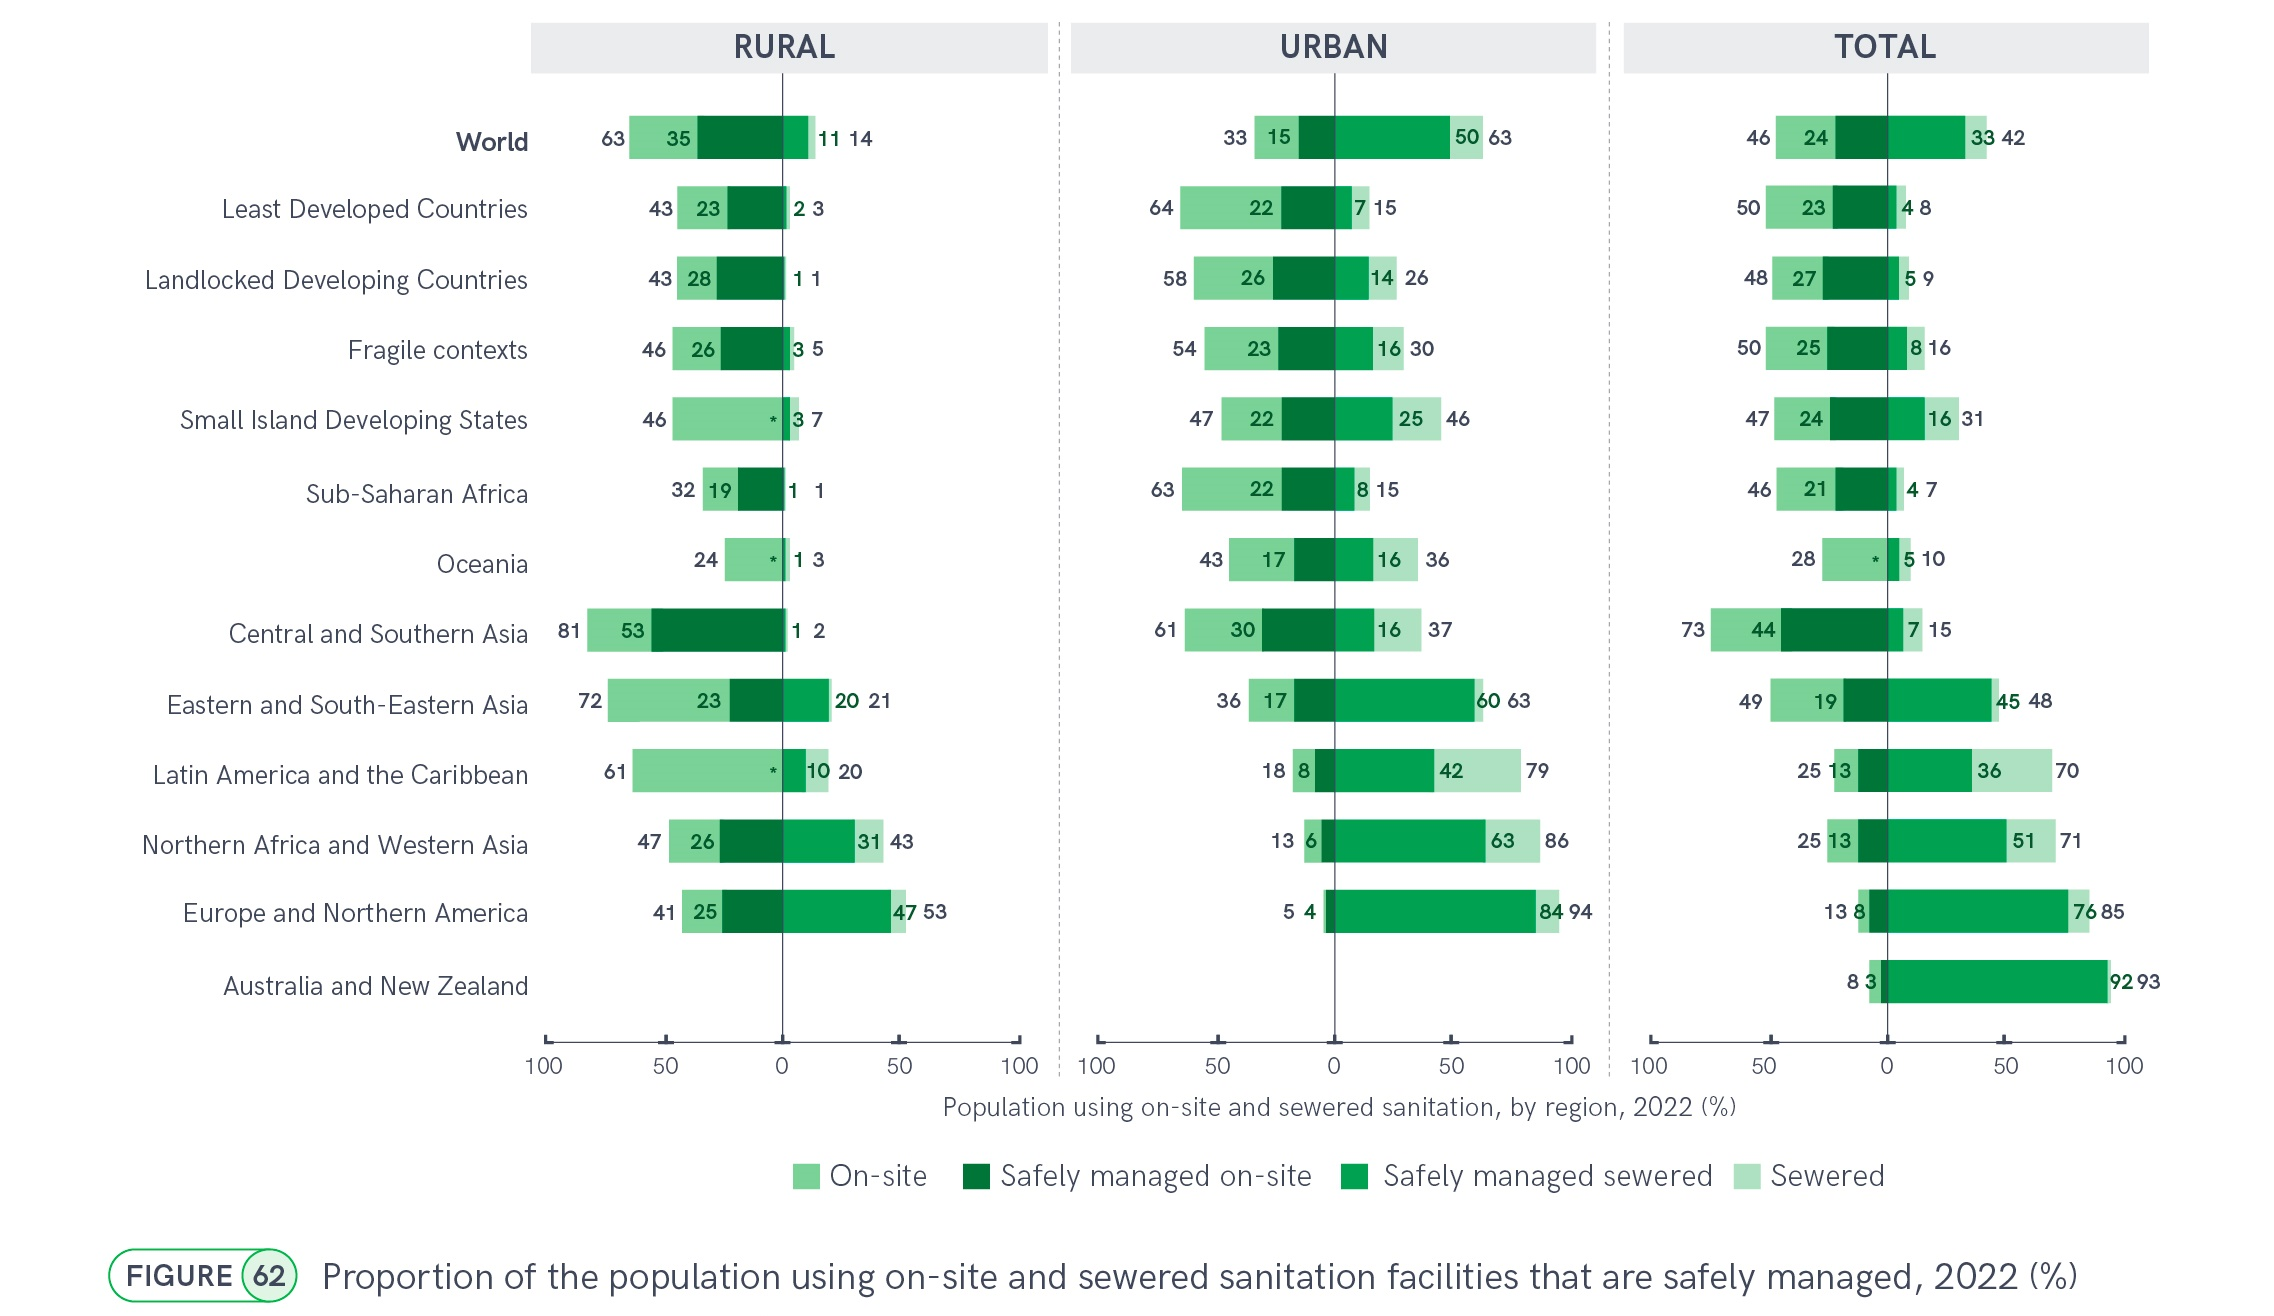 RURAL URBAN TOTAL
World 63 35 11 14 33 15 50 63 46 24 33 42
Least Developed Countries 43 23 2 3 64 22 7 15 50 23 4 8
Landlocked Developing Countries 43 28 1 1 58 26 14 26 48 27 5 9
Fragile contexts 46 26 3 5 54 23 16 30 50 25 8 16
Small Island Developing States 46 * 3 7 47 22 25 46 47 24 16 31
Sub-Saharan Africa 32 19 1 1 63 22 8 15 46 21 4 7
Oceania 24 * 1 3 43 17 16 36 28 * 5 10
Central and Southern Asia 81 53 1 2 61 30 16 37 73 44 7 15
Eastern and South-Eastern Asia 72 23 20 21 36 17 60 63 49 19 45 48
Latin America and the Caribbean 61 * 10 20 18 8 42 79 25 13 36 70
Northern Africa and Western Asia 47 26 31 43 13 6 63 86 25 13 51 71
Europe and Northern America 41 25 47 53 5 4 84 94 13 8 76 85
Australia and New Zealand 8 3 92 93
100 50 0 50 100 100 50 0 50 100 100 50 0 50 100
Population using on-site and sewered sanitation, by region, 2022 (%)
On-site Safely managed on-site Safely managed sewered Sewered
FIGURE 62 Proportion of the population using on-site and sewered sanitation facilities that are safely managed, 2022 (%)